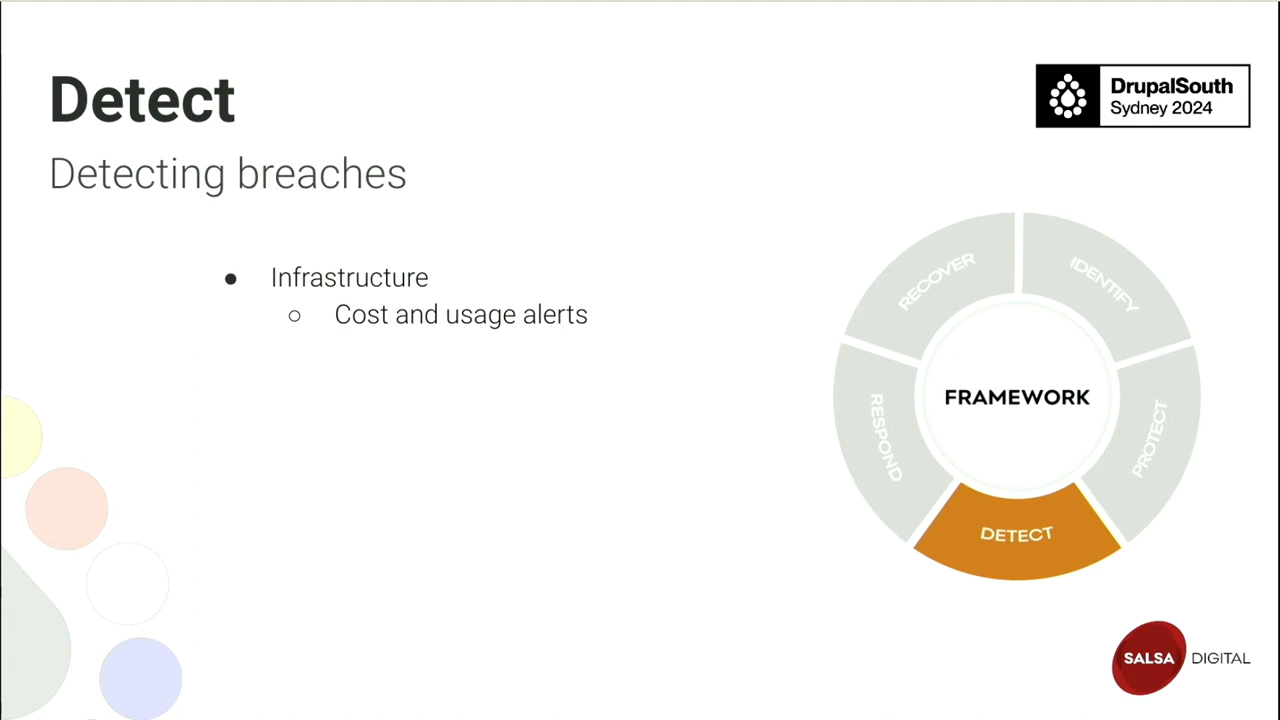 Detect
Detecting breaches
DrupalSouth
Sydney 2024
● Infrastructure
○ Cost and usage alerts
RECOVER
IDENTIFY
FRAMEWORK
RESPOND
PROTECT
DETECT
SALSA DIGITAL